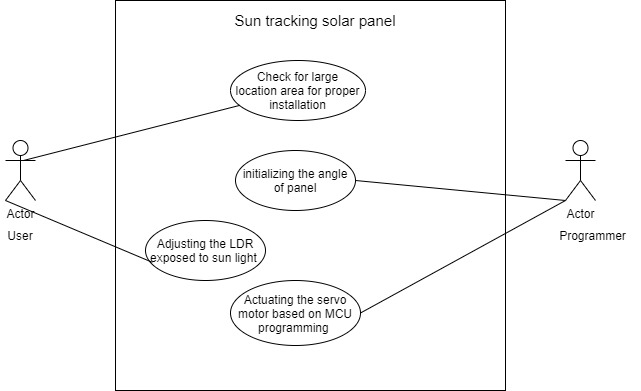 Sun tracking solar panel
Check for large
location area for proper
installation
initializing the angle
of panel
Actor
User
Actor
Programmer
Adjusting the LDR
exposed to sun light
Actuating the servo
motor based on MCU
programming